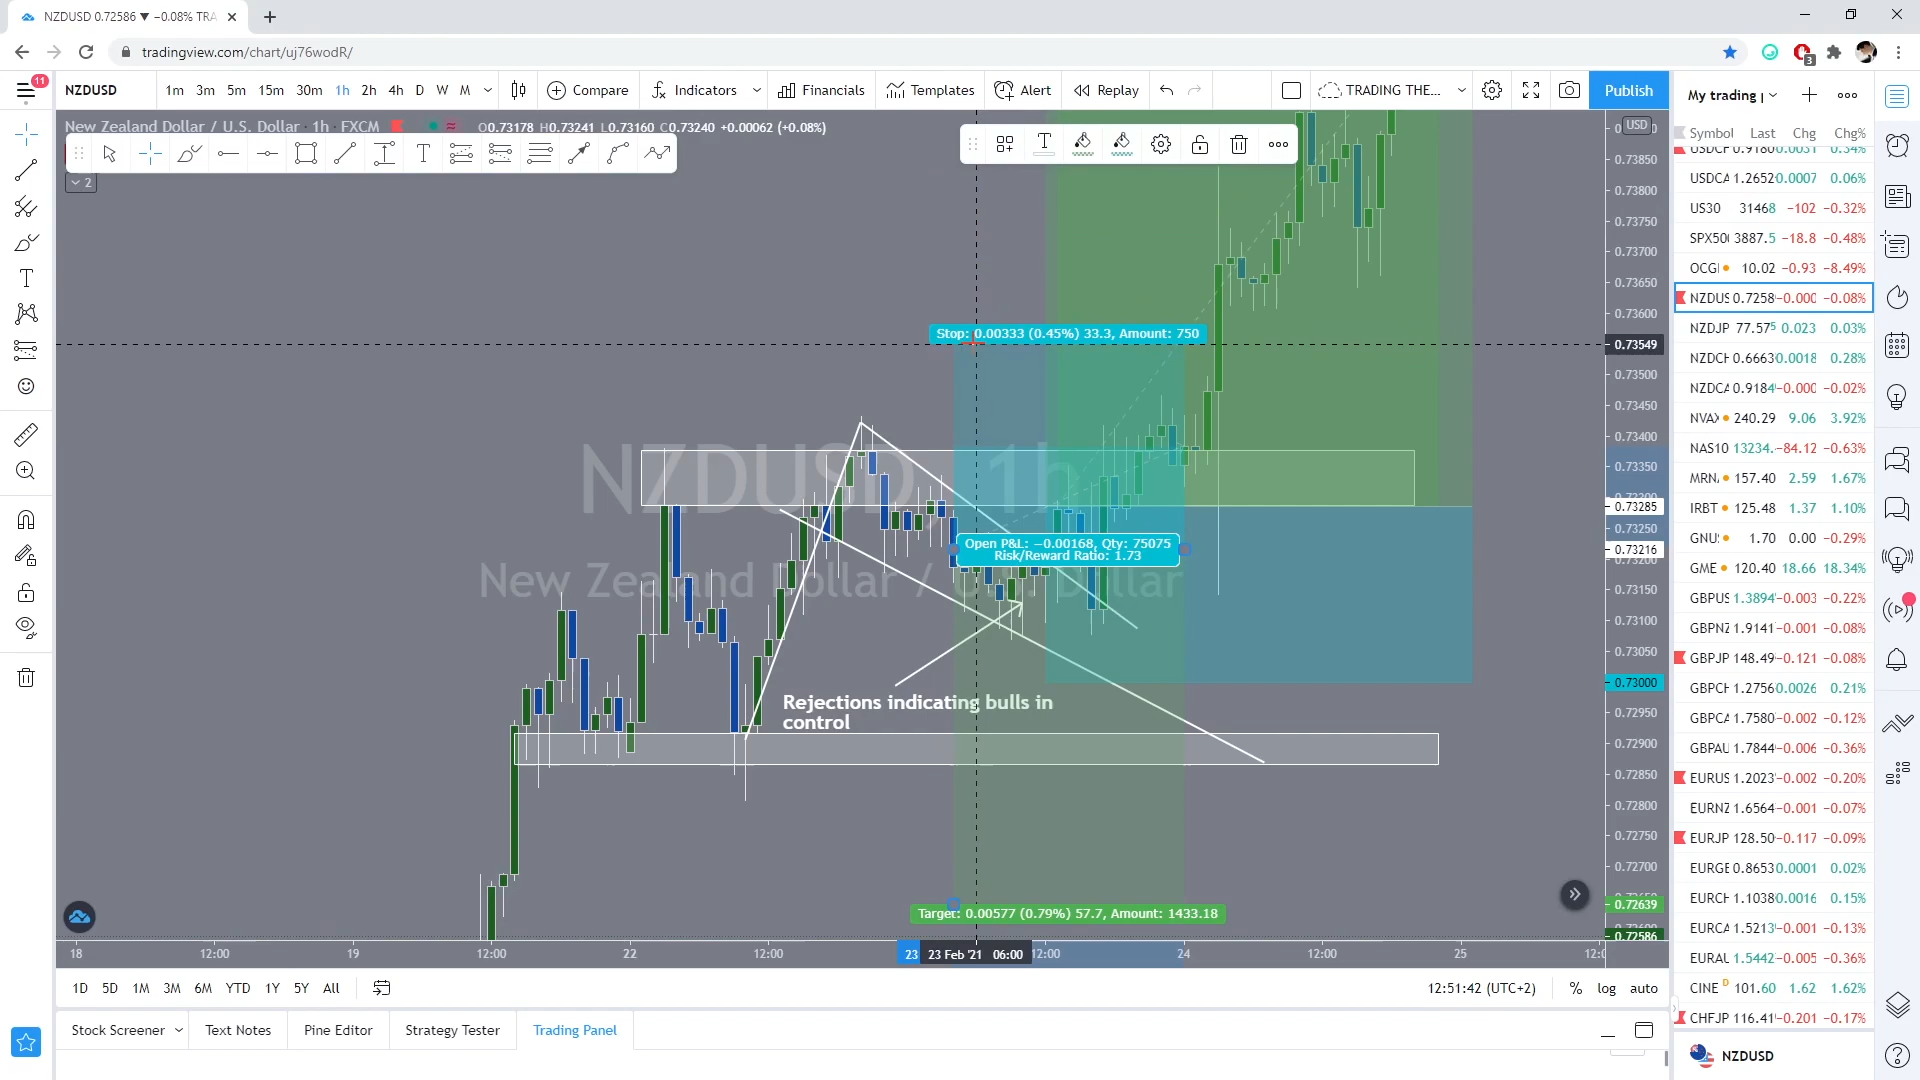 NZDUSD 0.72586 ▼ −0.08% TRA
tradingview.com/chart/uj76wodR/
11
3
NZDUSD 1m 3m 5m 15m 30m 1h 2h 4h D W M Compare Indicators Financials Templates Alert Replay TRADING THE... Publish
New Zealand Dollar / U.S. Dollar · 1h · FXCM O0.73178 H0.73241 L0.73160 C0.73240 +0.00062 (+0.08%)
2
USD
0.73850
0.73800
0.73750
0.73700
0.73650
0.73600
0.73549
0.73500
0.73450
0.73400
0.73350
0.73285
0.73250
0.73216
0.73200
0.73150
0.73100
0.73050
0.73000
0.72950
0.72900
0.72850
0.72800
0.72750
0.72700
0.72639
0.72586
NZDUSD, 1h
New Zealand Dollar / U.S. Dollar
Stop: 0.00333 (0.45%) 33.3, Amount: 750
Open P&L: −0.00168, Qty: 75075
Risk/Reward Ratio: 1.73
Rejections indicating bulls in
control
Target: 0.00577 (0.79%) 57.7, Amount: 1433.18
18 12:00 19 12:00 22 12:00 23 23 Feb '21 06:00 12:00 24 12:00 25 12:0
1D 5D 1M 3M 6M YTD 1Y 5Y All 12:51:42 (UTC+2) % log auto
Stock Screener Text Notes Pine Editor Strategy Tester Trading Panel
My trading
Symbol Last Chg Chg%
USDCA 1.2652 0.0007 0.06%
US30 31468 −102 −0.32%
SPX50 3887.5 −18.8 −0.48%
OCGI 10.02 −0.93 −8.49%
NZDUS 0.7258 −0.000 −0.08%
NZDJP 77.575 0.023 0.03%
NZDCH 0.6663 0.0018 0.28%
NZDCA 0.9184 −0.000 −0.02%
NVAX 240.29 9.06 3.92%
NAS10 13234. −84.12 −0.63%
MRNA 157.40 2.59 1.67%
IRBT 125.48 1.37 1.10%
GNUS 1.70 0.00 −0.29%
GME 120.40 18.66 18.34%
GBPUS 1.3894 −0.003 −0.22%
GBPNZ 1.9141 −0.001 −0.08%
GBPJP 148.49 −0.121 −0.08%
GBPCH 1.2756 0.0026 0.21%
GBPCA 1.7580 −0.002 −0.12%
GBPAU 1.7844 −0.006 −0.36%
EURUS 1.2023 −0.002 −0.20%
EURNZ 1.6564 −0.001 −0.07%
EURJP 128.50 −0.117 −0.09%
EURGB 0.8653 0.0001 0.02%
EURCH 1.1038 0.0016 0.15%
EURCA 1.5213 −0.001 −0.13%
EURAU 1.5442 −0.005 −0.36%
CINE D 101.60 1.62 1.62%
CHFJP 116.41 −0.201 −0.17%
NZDUSD